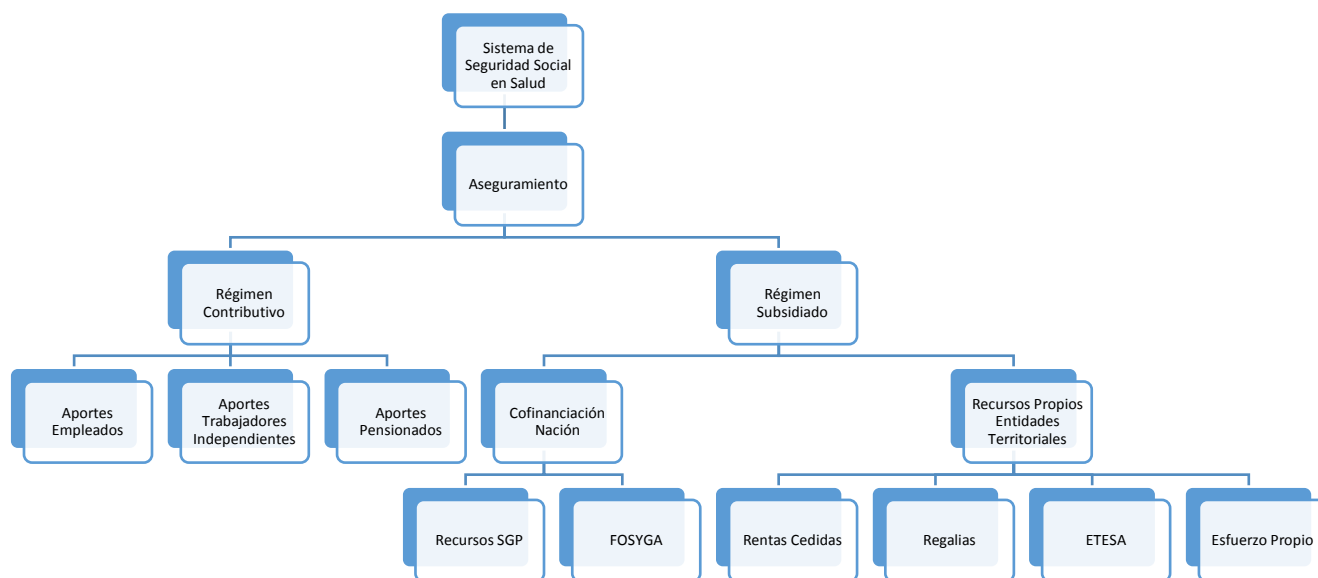 Sistema de
Seguridad Social
en Salud
Aseguramiento
Régimen
Contributivo
Régimen
Subsidiado
Aportes
Empleados
Aportes
Trabajadores
Independientes
Aportes
Pensionados
Cofinanciación
Nación
Recursos Propios
Entidades
Territoriales
Recursos SGP
FOSYGA
Rentas Cedidas
Regalias
ETESA
Esfuerzo Propio